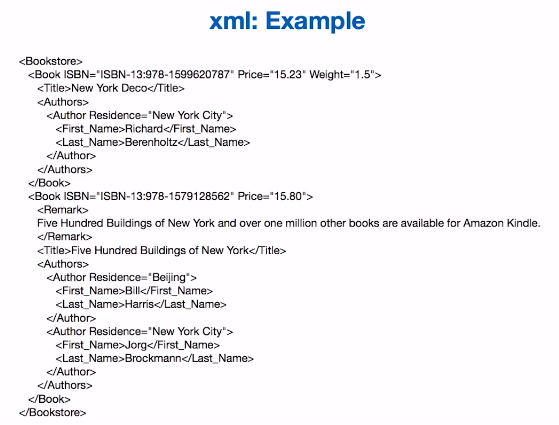 xml: Example
<Bookstore>
<Book ISBN="ISBN-13:978-1599620787" Price="15.23" Weight="1.5">
<Title>New York Deco</Title>
<Authors>
<Author Residence="New York City">
<First_Name>Richard</First_Name>
<Last_Name>Berenholtz</Last_Name>
</Author>
</Authors>
</Book>
<Book ISBN="ISBN-13:978-1579128562" Price="15.80">
<Remark>
Five Hundred Buildings of New York and over one million other books are available for Amazon Kindle.
</Remark>
<Title>Five Hundred Buildings of New York</Title>
<Authors>
<Author Residence="Beijing">
<First_Name>Bill</First_Name>
<Last_Name>Harris</Last_Name>
</Author>
<Author Residence="New York City">
<First_Name>Jorg</First_Name>
<Last_Name>Brockmann</Last_Name>
</Author>
</Authors>
</Book>
</Bookstore>